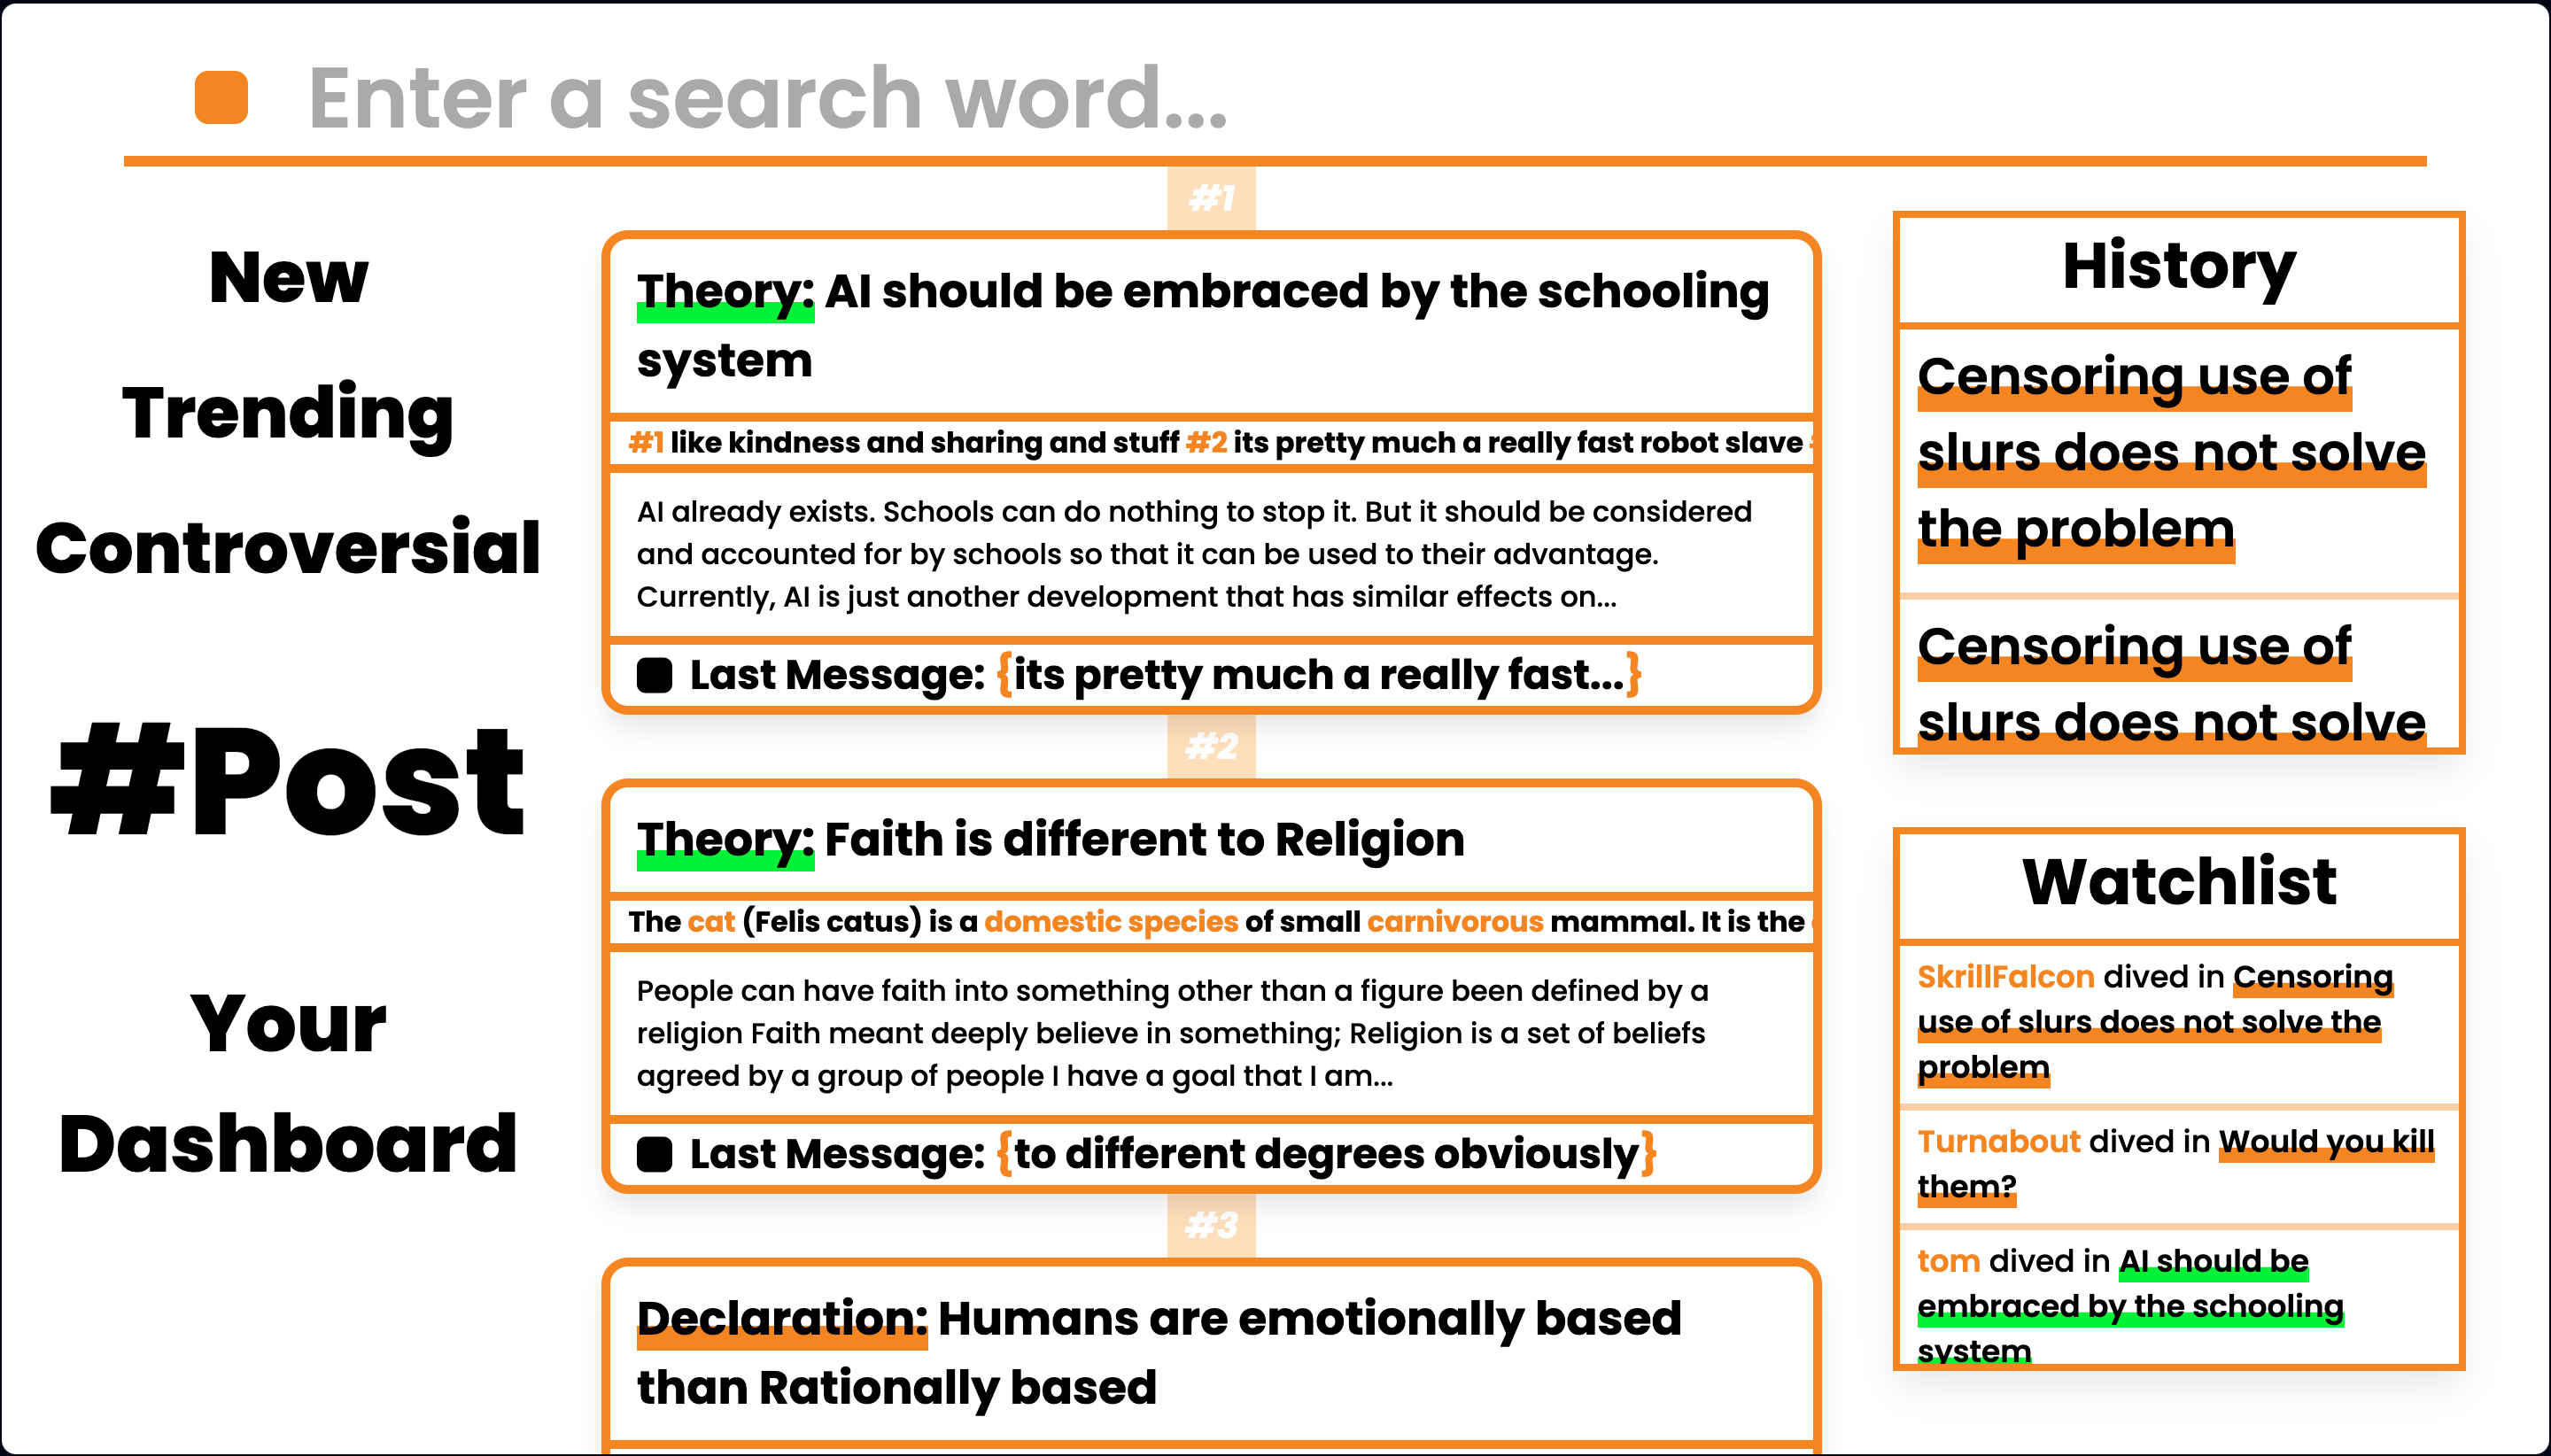 Enter a search word...
New
Trending
Controversial
#Post
Your
Dashboard
#1
Theory: AI should be embraced by the schooling
system
#1 like kindness and sharing and stuff #2 its pretty much a really fast robot slave
AI already exists. Schools can do nothing to stop it. But it should be considered
and accounted for by schools so that it can be used to their advantage.
Currently, AI is just another development that has similar effects on...
Last Message: {its pretty much a really fast...}
#2
Theory: Faith is different to Religion
The cat (Felis catus) is a domestic species of small carnivorous mammal. It is the
People can have faith into something other than a figure been defined by a
religion Faith meant deeply believe in something; Religion is a set of beliefs
agreed by a group of people I have a goal that I am...
Last Message: {to different degrees obviously}
#3
Declaration: Humans are emotionally based
than Rationally based
History
Censoring use of
slurs does not solve
the problem
Censoring use of
slurs does not solve
Watchlist
SkrillFalcon dived in Censoring
use of slurs does not solve the
problem
Turnabout dived in Would you kill
them?
tom dived in AI should be
embraced by the schooling
system